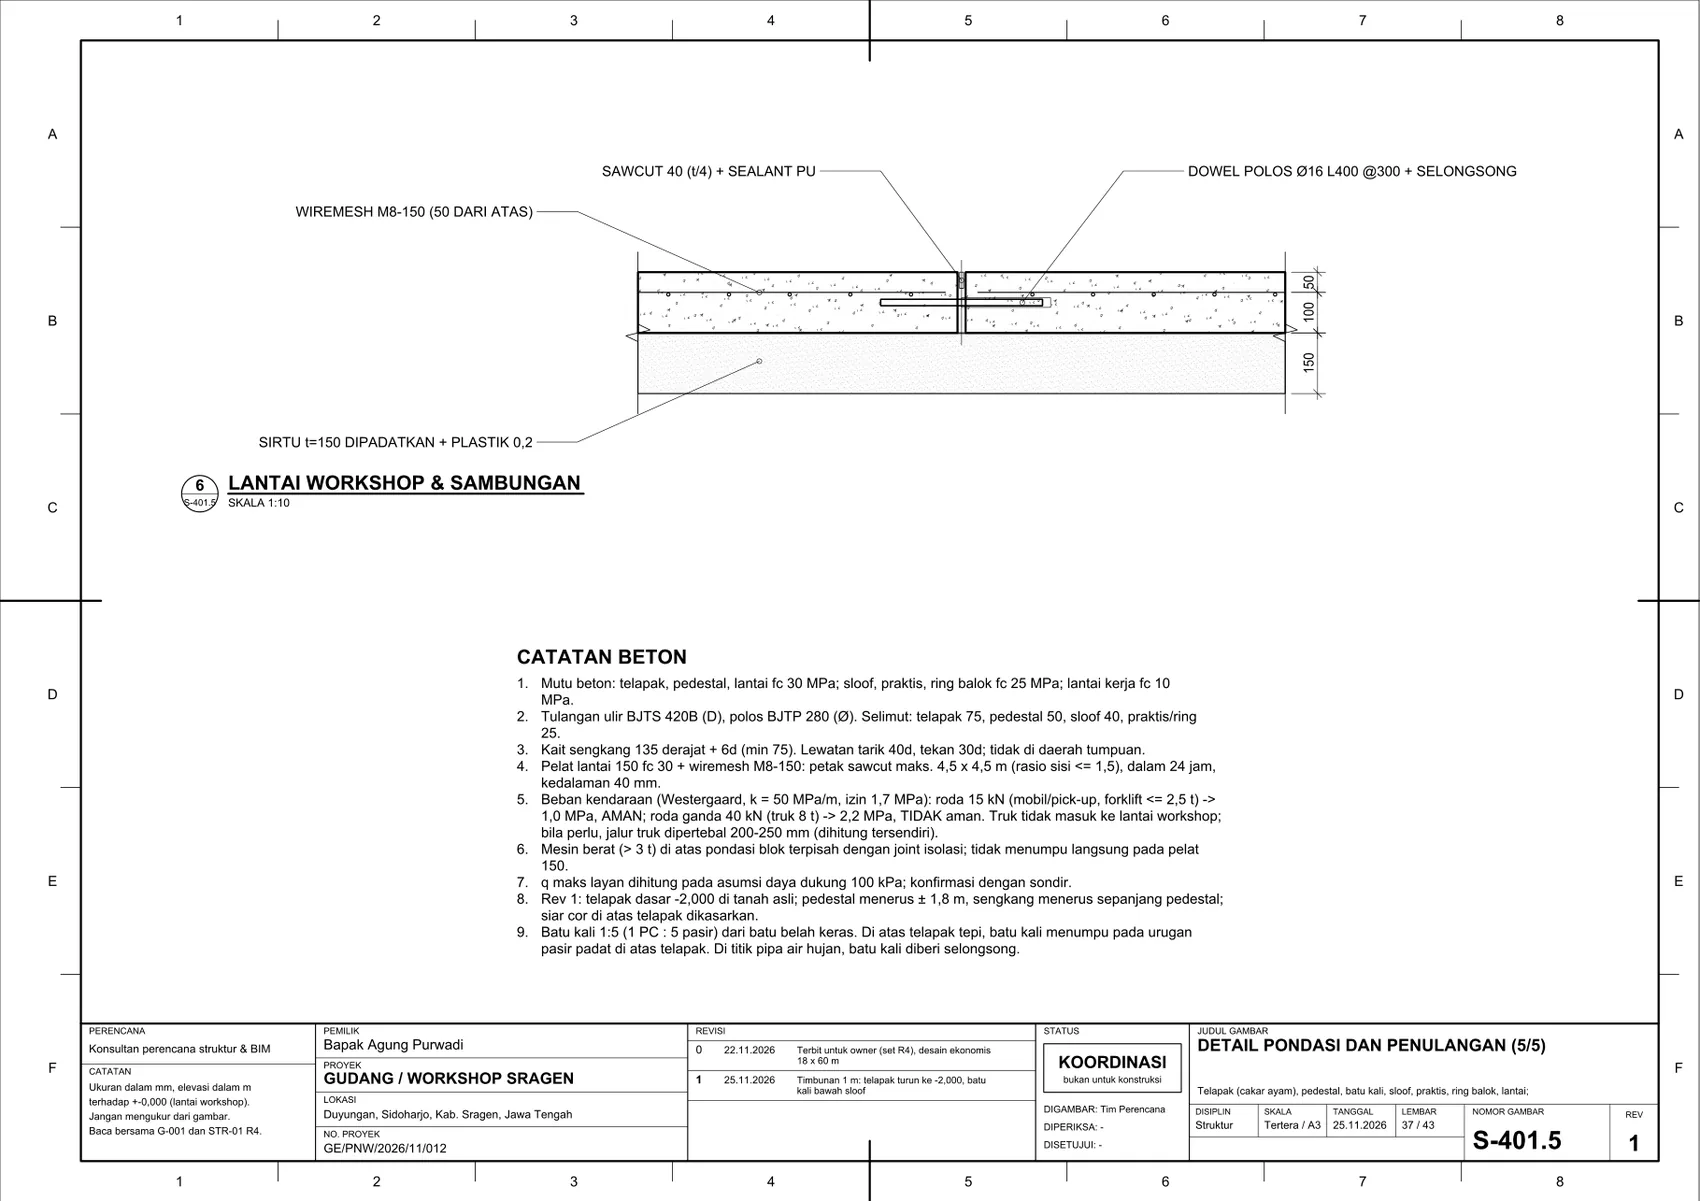 1 2 3 4 5 6 7 8
A A
SAWCUT 40 (t/4) + SEALANT PU
DOWEL POLOS Ø16 L400 @300 + SELONGSONG
WIREMESH M8-150 (50 DARI ATAS)
50
100
150
B B
SIRTU t=150 DIPADATKAN + PLASTIK 0,2
6
S-401.5
LANTAI WORKSHOP & SAMBUNGAN
SKALA 1:10
C C
CATATAN BETON
1. Mutu beton: telapak, pedestal, lantai fc 30 MPa; sloof, praktis, ring balok fc 25 MPa; lantai kerja fc 10
MPa.
2. Tulangan ulir BJTS 420B (D), polos BJTP 280 (Ø). Selimut: telapak 75, pedestal 50, sloof 40, praktis/ring
25.
3. Kait sengkang 135 derajat + 6d (min 75). Lewatan tarik 40d, tekan 30d; tidak di daerah tumpuan.
4. Pelat lantai 150 fc 30 + wiremesh M8-150: petak sawcut maks. 4,5 x 4,5 m (rasio sisi <= 1,5), dalam 24 jam,
kedalaman 40 mm.
5. Beban kendaraan (Westergaard, k = 50 MPa/m, izin 1,7 MPa): roda 15 kN (mobil/pick-up, forklift <= 2,5 t) ->
1,0 MPa, AMAN; roda ganda 40 kN (truk 8 t) -> 2,2 MPa, TIDAK aman. Truk tidak masuk ke lantai workshop;
bila perlu, jalur truk dipertebal 200-250 mm (dihitung tersendiri).
6. Mesin berat (> 3 t) di atas pondasi blok terpisah dengan joint isolasi; tidak menumpu langsung pada pelat
150.
7. q maks layan dihitung pada asumsi daya dukung 100 kPa; konfirmasi dengan sondir.
8. Rev 1: telapak dasar -2,000 di tanah asli; pedestal menerus ± 1,8 m, sengkang menerus sepanjang pedestal;
siar cor di atas telapak dikasarkan.
9. Batu kali 1:5 (1 PC : 5 pasir) dari batu belah keras. Di atas telapak tepi, batu kali menumpu pada urugan
pasir padat di atas telapak. Di titik pipa air hujan, batu kali diberi selongsong.
D D
E E
F F
PERENCANA
Konsultan perencana struktur & BIM
CATATAN
Ukuran dalam mm, elevasi dalam m
terhadap +-0,000 (lantai workshop).
Jangan mengukur dari gambar.
Baca bersama G-001 dan STR-01 R4.
PEMILIK
Bapak Agung Purwadi
PROYEK
GUDANG / WORKSHOP SRAGEN
LOKASI
Duyungan, Sidoharjo, Kab. Sragen, Jawa Tengah
NO. PROYEK
GE/PNW/2026/11/012
REVISI
0 22.11.2026 Terbit untuk owner (set R4), desain ekonomis
18 x 60 m
1 25.11.2026 Timbunan 1 m: telapak turun ke -2,000, batu
kali bawah sloof
STATUS
KOORDINASI
bukan untuk konstruksi
DIGAMBAR: Tim Perencana
DIPERIKSA: -
DISETUJUI: -
JUDUL GAMBAR
DETAIL PONDASI DAN PENULANGAN (5/5)
Telapak (cakar ayam), pedestal, batu kali, sloof, praktis, ring balok, lantai;
DISIPLIN
Struktur
SKALA
Tertera / A3
TANGGAL
25.11.2026
LEMBAR
37 / 43
NOMOR GAMBAR
S-401.5
REV
1
1 2 3 4 5 6 7 8